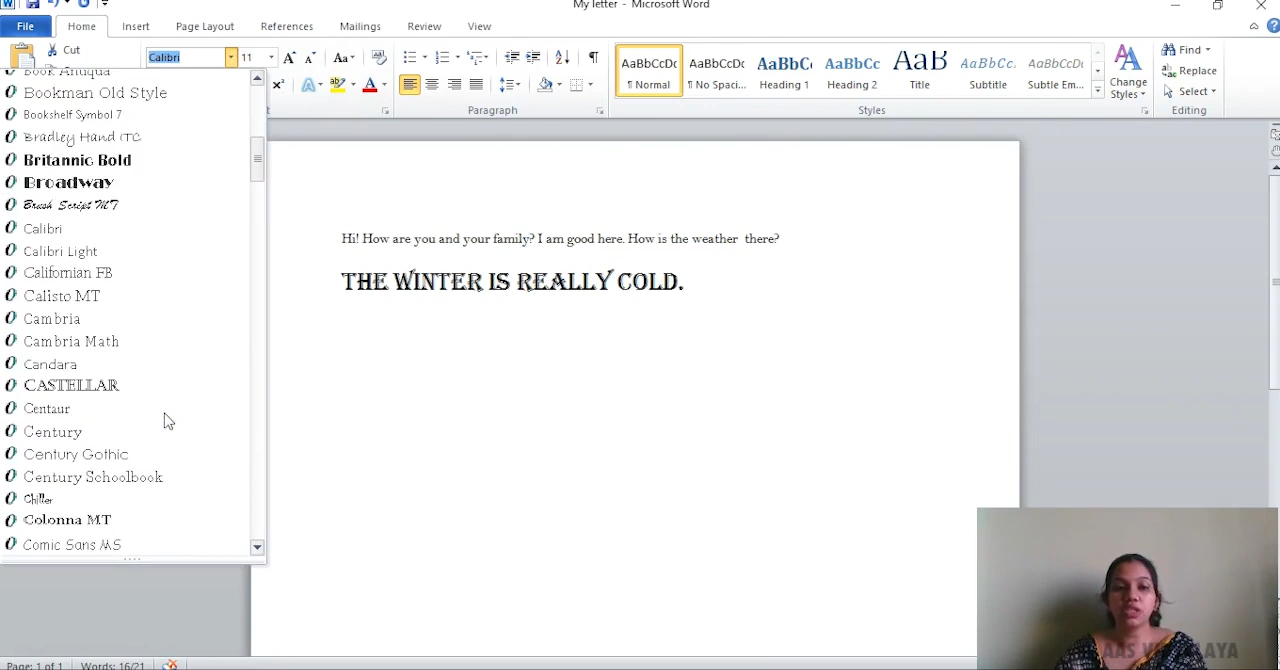 My letter - Microsoft Word
File Home Insert Page Layout References Mailings Review View
Cut
Calibri 11 Aa
Find
Replace
Select
Editing
AaBbCcDc AaBbCcDc AaBbC AaBbCc AaB AaBbCc. AaBbCcDc
¶ Normal ¶ No Spaci... Heading 1 Heading 2 Title Subtitle Subtle Em...
Change
Styles
Paragraph
Styles
Book Antiqua
Bookman Old Style
Bookshelf Symbol 7
Bradley Hand ITC
Britannic Bold
Broadway
Brush Script MT
Calibri
Calibri Light
Californian FB
Calisto MT
Cambria
Cambria Math
Candara
CASTELLAR
Centaur
Century
Century Gothic
Century Schoolbook
Chiller
Colonna MT
Comic Sans MS
Hi! How are you and your family? I am good here. How is the weather there?
THE WINTER IS REALLY COLD.
Page: 1 of 1 Words: 16/21